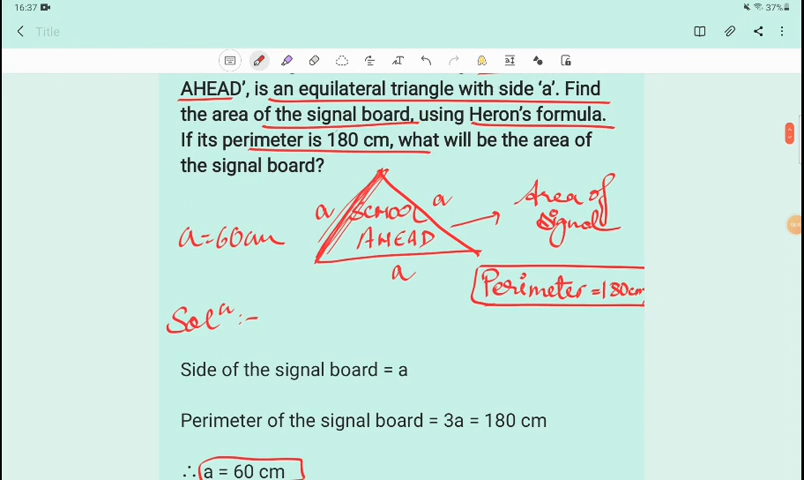 16:37
37%
Title
AHEAD’, is an equilateral triangle with side ‘a’. Find
the area of the signal board, using Heron’s formula.
If its perimeter is 180 cm, what will be the area of
the signal board?
a
SCHOOL
AHEAD
a
a
Area of
signal
a=60cm
Perimeter=180cm
Solⁿ:-
Side of the signal board = a
Perimeter of the signal board = 3a = 180 cm
∴ a = 60 cm